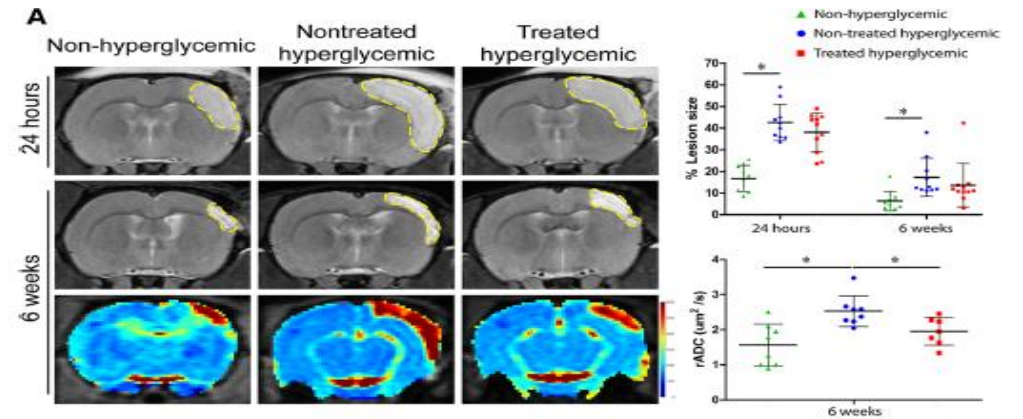 A
Non-hyperglycemic
Nontreated
hyperglycemic
Treated
hyperglycemic
24 hours
6 weeks
Non-hyperglycemic
Non-treated hyperglycemic
Treated hyperglycemic
% Lesion size
70
60
50
40
30
20
10
0
*
*
24 hours
6 weeks
rADC (um² /s)
4
3
2
1
0
*
*
6 weeks